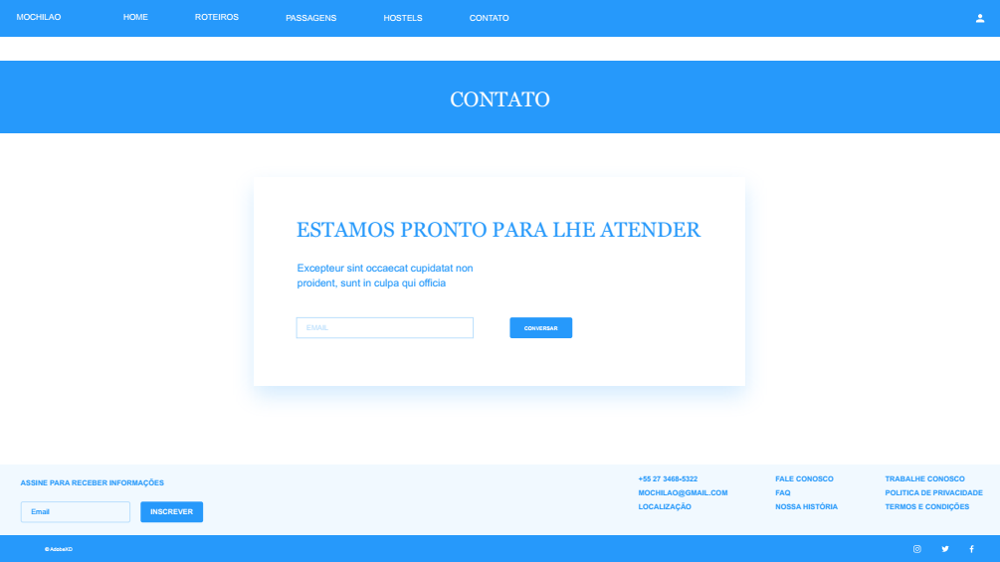 MOCHILAO HOME ROTEIROS PASSAGENS HOSTELS CONTATO
CONTATO
ESTAMOS PRONTO PARA LHE ATENDER
Excepteur sint occaecat cupidatat non
proident, sunt in culpa qui officia
EMAIL CONVERSAR
ASSINE PARA RECEBER INFORMAÇÕES
Email INSCREVER
+55 27 3468-5322
MOCHILAO@GMAIL.COM
LOCALIZAÇÃO
FALE CONOSCO
FAQ
NOSSA HISTÓRIA
TRABALHE CONOSCO
POLITICA DE PRIVACIDADE
TERMOS E CONDIÇÕES
©AdobeXD